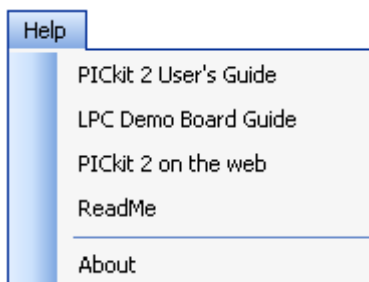 Help
PICkit 2 User's Guide
LPC Demo Board Guide
PICkit 2 on the web
ReadMe
About